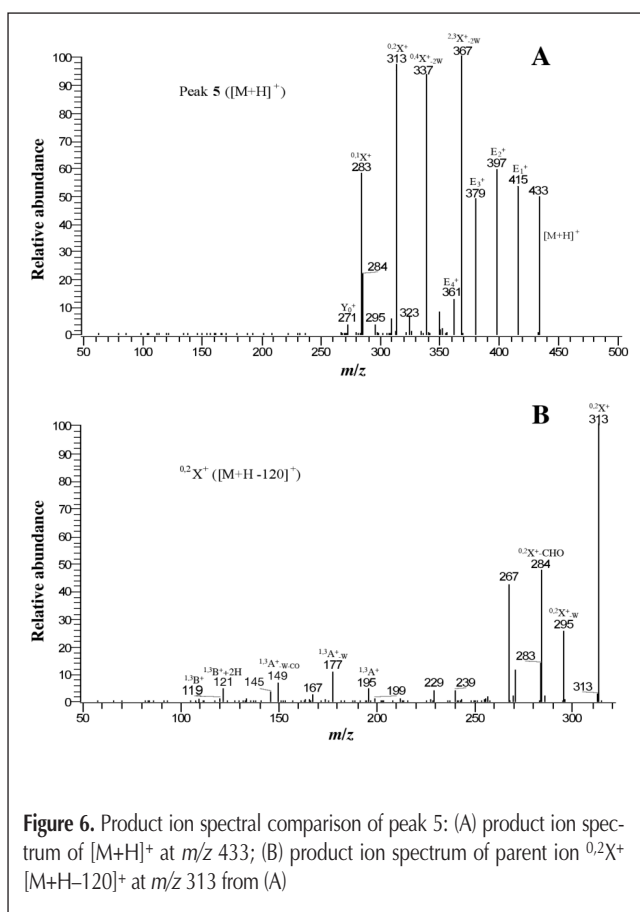 A
Peak 5 ([M+H]⁺)
Relative abundance
100
90
80
70
60
50
40
30
20
10
0
⁰,¹X⁺
283
⁰,²X⁺
313
⁰,⁴X⁺-2W
337
²,³X⁺-2W
367
E₃⁺
379
E₂⁺
397
E₁⁺
415
433
[M+H]⁺
284
Y₀⁺
271
295
323
E₄⁺
361
50 100 150 200 250 300 350 400 450 500
m/z
B
⁰,²X⁺ ([M+H -120]⁺)
Relative abundance
100
90
80
70
60
50
40
30
20
10
0
¹,³B⁺
119
¹,³B⁺+2H
121
145
¹,³A⁺-W-CO
149
167
¹,³A⁺-W
177
¹,³A⁺
195
199
229
239
267
283
⁰,²X⁺-CHO
284
⁰,²X⁺-W
295
⁰,²X⁺
313
313
50 100 150 200 250 300
m/z
Figure 6. Product ion spectral comparison of peak 5: (A) product ion spec-
trum of [M+H]⁺ at m/z 433; (B) product ion spectrum of parent ion ⁰,²X⁺
[M+H–120]⁺ at m/z 313 from (A)